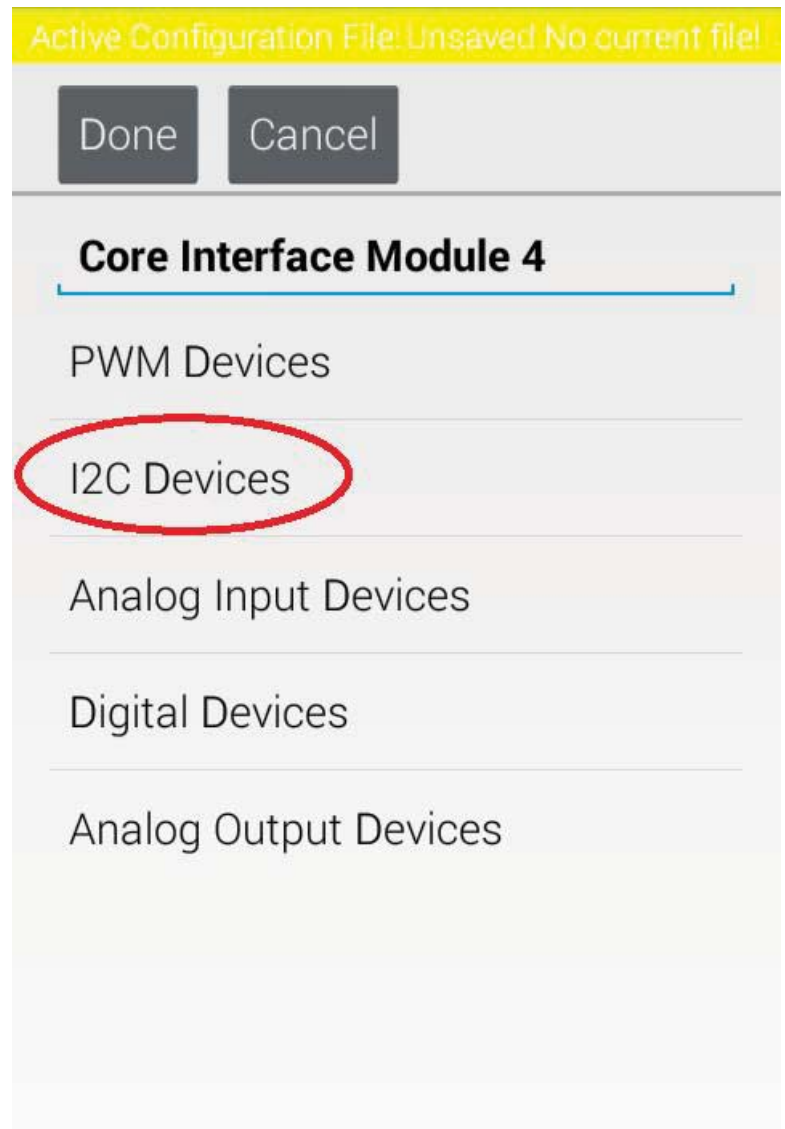 Active Configuration File: Unsaved No current file!
Done Cancel
Core Interface Module 4
PWM Devices
I2C Devices
Analog Input Devices
Digital Devices
Analog Output Devices